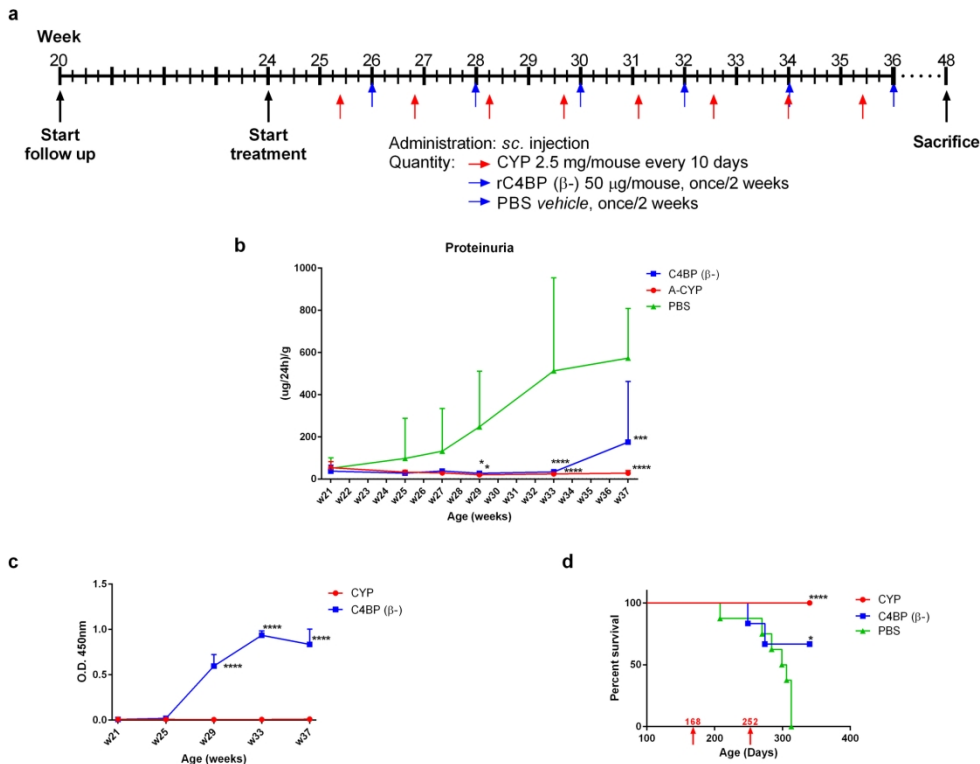 a
Week
20 24 25 26 27 28 29 30 31 32 33 34 35 36 48
Start follow up
Start treatment
Sacrifice
Administration: sc. injection
Quantity: CYP 2.5 mg/mouse every 10 days
rC4BP (β-) 50 µg/mouse, once/2 weeks
PBS vehicle, once/2 weeks
b
Proteinuria
(ug/24h)/g
1000
800
600
400
200
0
* * **** **** *** ****
w21 w22 w23 w24 w25 w26 w27 w28 w29 w30 w31 w32 w33 w34 w35 w36 w37
Age (weeks)
C4BP (β-)
A-CYP
PBS
c
O.D. 450nm
1.5
1.0
0.5
0.0
**** **** ****
w21 w25 w29 w33 w37
Age (weeks)
CYP
C4BP (β-)
d
Percent survival
100
50
0
****
*
168 252
100 200 300 400
Age (Days)
CYP
C4BP (β-)
PBS